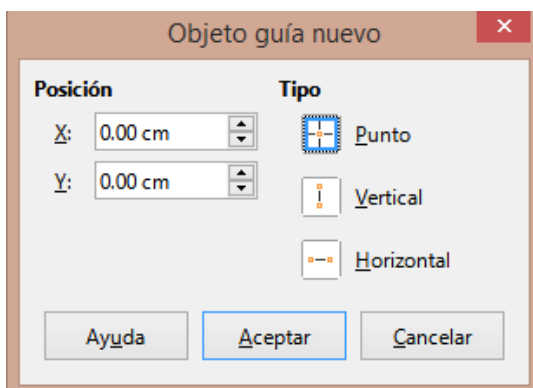 Objeto guía nuevo
Posición
X: 0.00 cm
Y: 0.00 cm
Tipo
Punto
Vertical
Horizontal
Ayuda Aceptar Cancelar